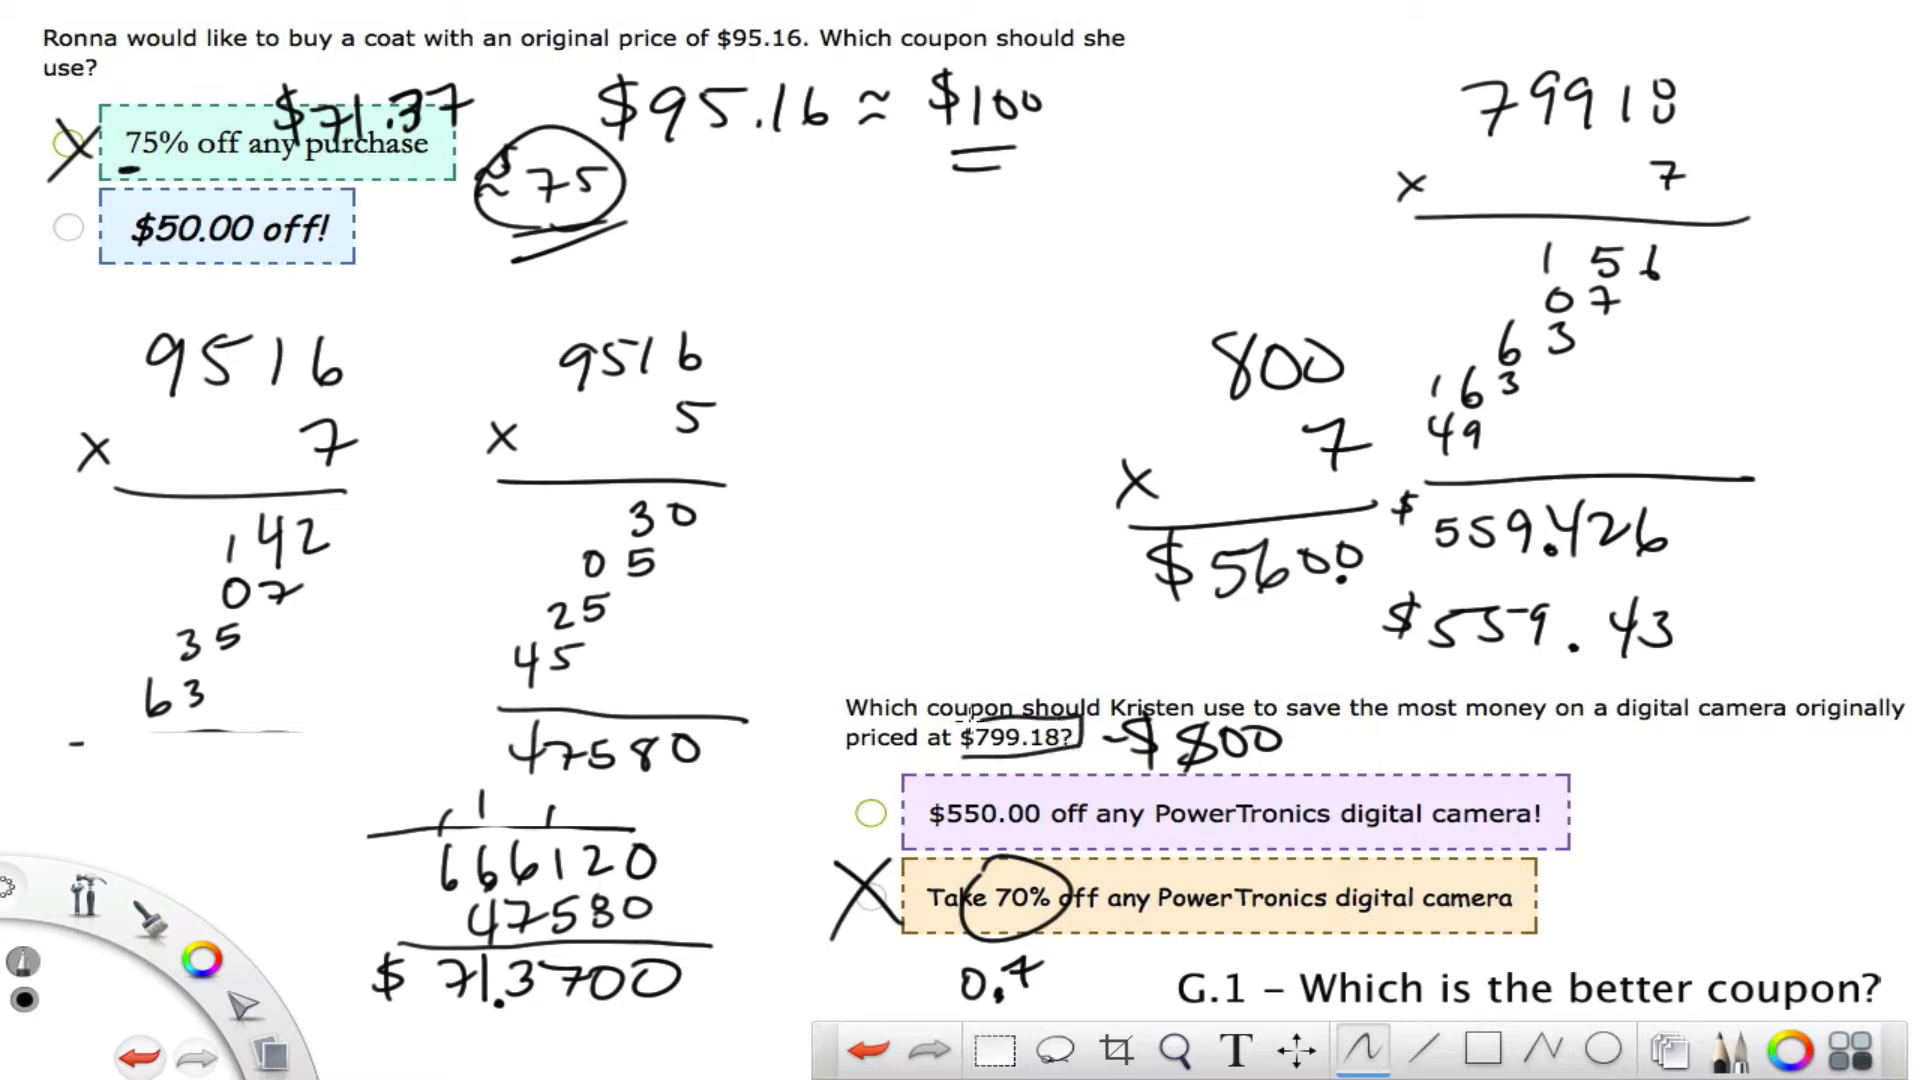 Ronna would like to buy a coat with an original price of $95.16. Which coupon should she
use?
$71.37
75% off any purchase
≈ $75
$50.00 off!
$95.16 ≈ $100
79918
x 7
156
07
63
163
49
$559.426
$559.43
9516
x 7
142
07
35
63
9516
x 5
30
05
25
45
47580
1 1 1
666120
47580
$71.3700
800
x 7
$5600.
Which coupon should Kristen use to save the most money on a digital camera originally
priced at $799.18? ~$800
$550.00 off any PowerTronics digital camera!
X Take 70% off any PowerTronics digital camera
0.7
G.1 – Which is the better coupon?
T